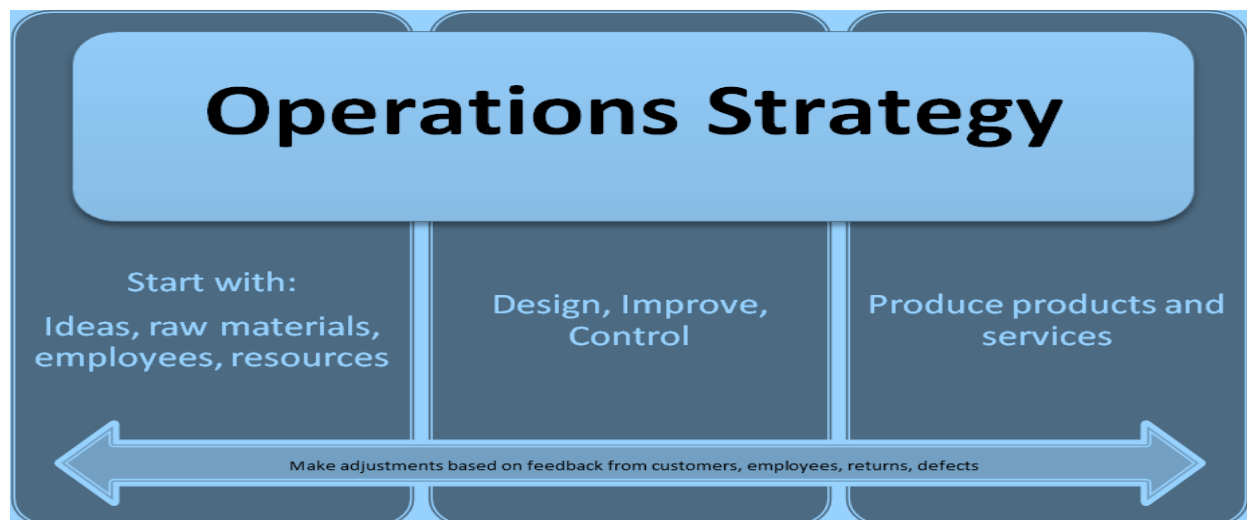 Operations Strategy
Start with:
Ideas, raw materials,
employees, resources
Design, Improve,
Control
Produce products and
services
Make adjustments based on feedback from customers, employees, returns, defects